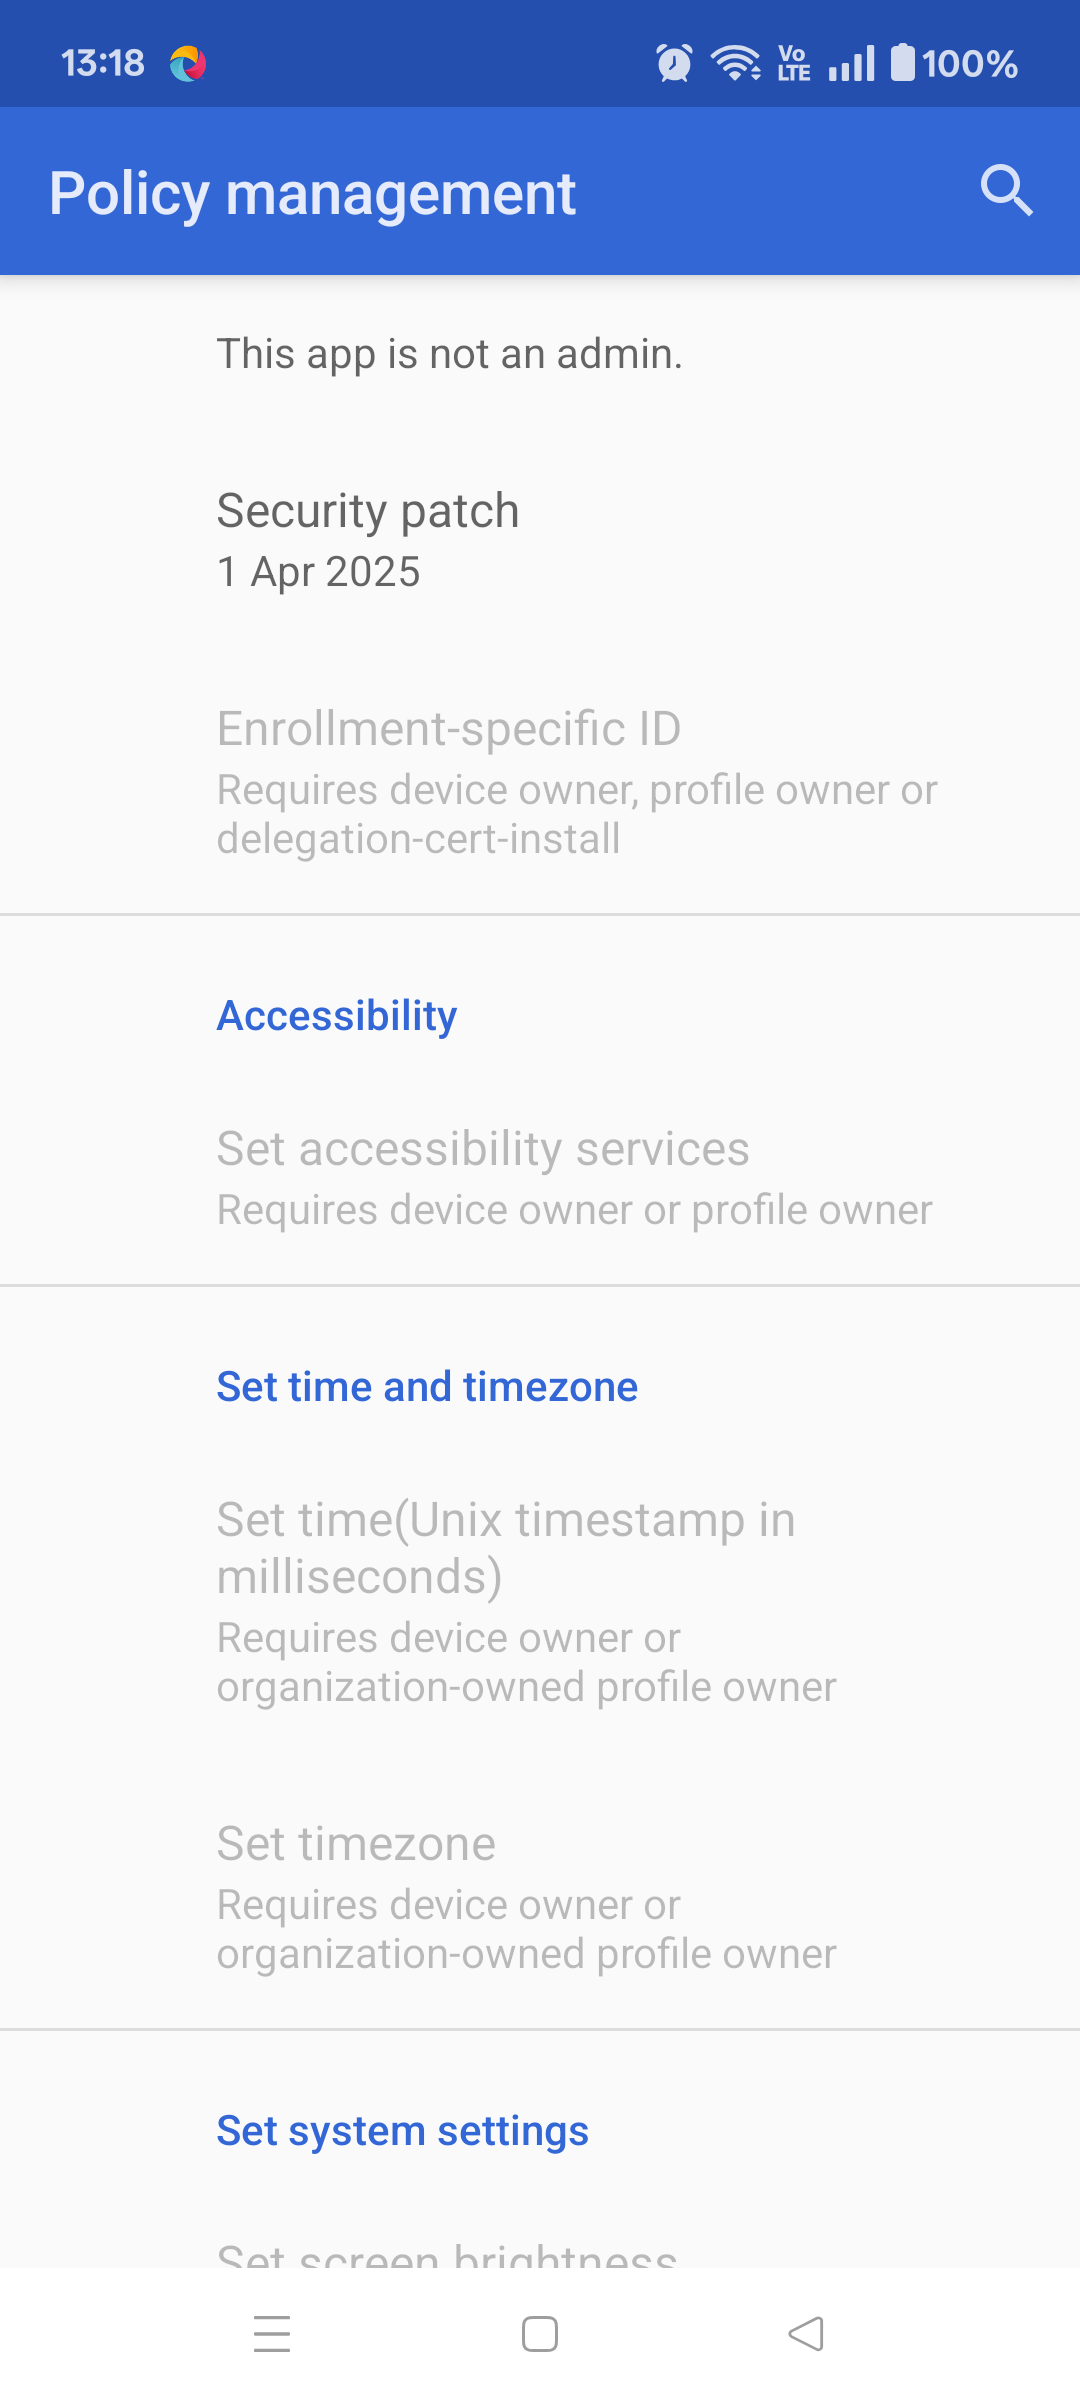 13:18
Vo
LTE
100%
Policy management
This app is not an admin.
Security patch
1 Apr 2025
Enrollment-specific ID
Requires device owner, profile owner or
delegation-cert-install
Accessibility
Set accessibility services
Requires device owner or profile owner
Set time and timezone
Set time(Unix timestamp in
milliseconds)
Requires device owner or
organization-owned profile owner
Set timezone
Requires device owner or
organization-owned profile owner
Set system settings
Set screen brightness